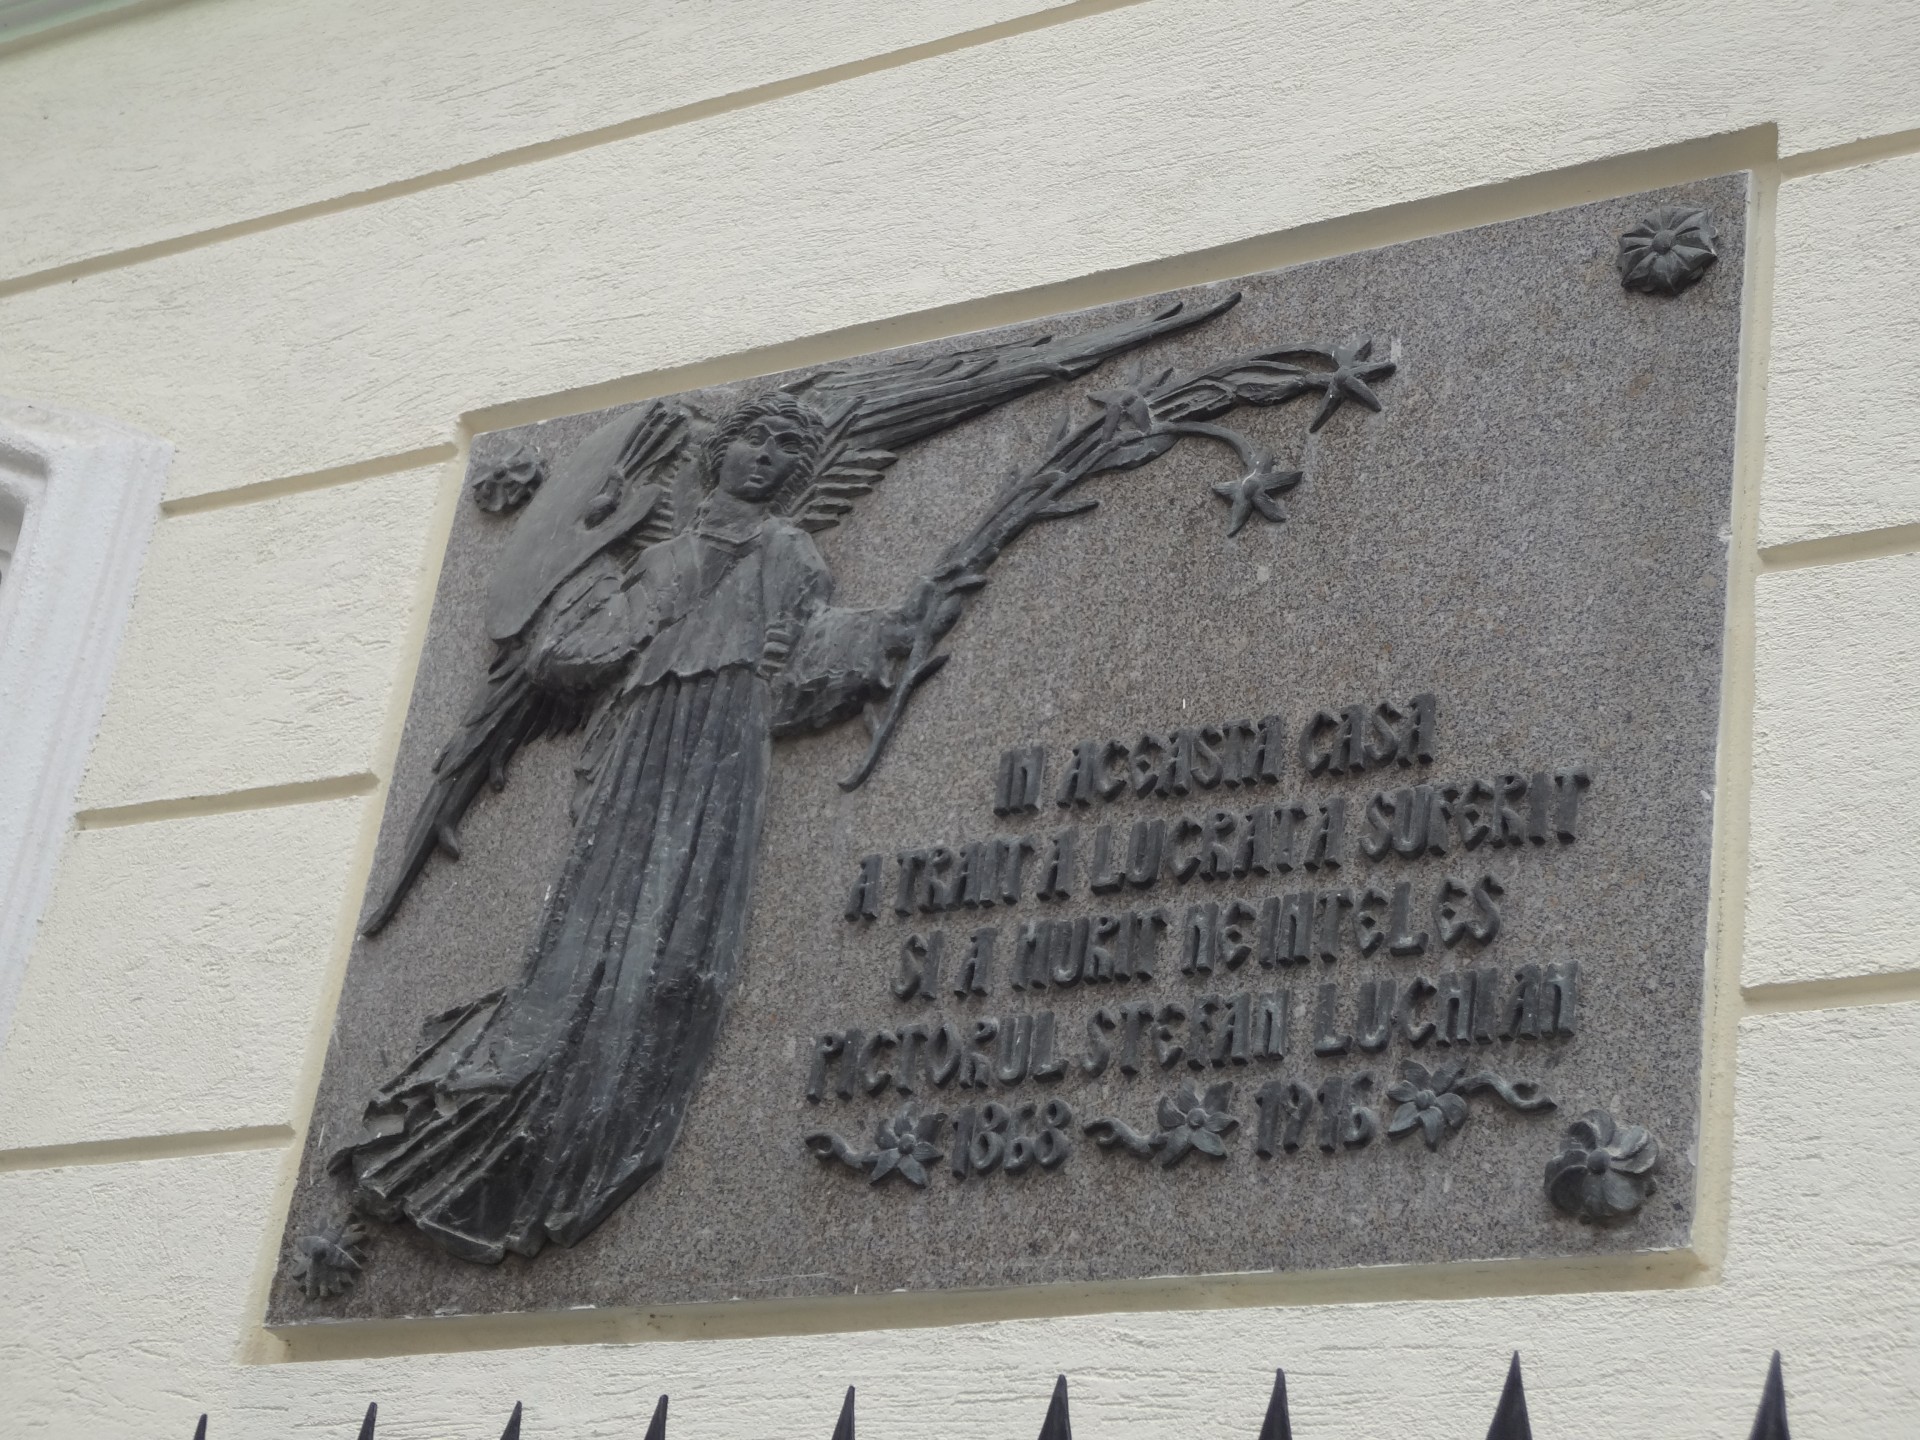 IN ACEASTA CASA
A TRAIT A LUCRAT A SUFERIT
SI A MURIT NEINTELES
PICTORUL STEFAN LUCHIAN
1868 1916